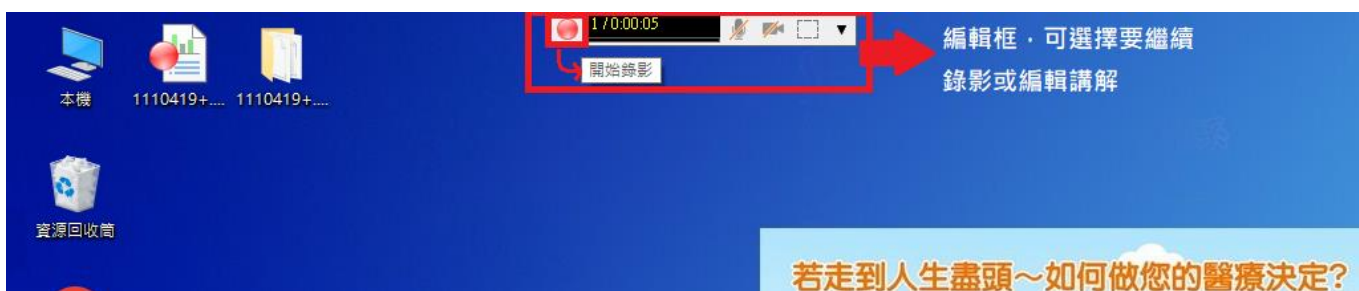 1 / 0:00:05
開始錄影
編輯框，可選擇要繼續
錄影或編輯講解
本機
1110419+....
1110419+....
資源回收筒
若走到人生盡頭～如何做您的醫療決定?